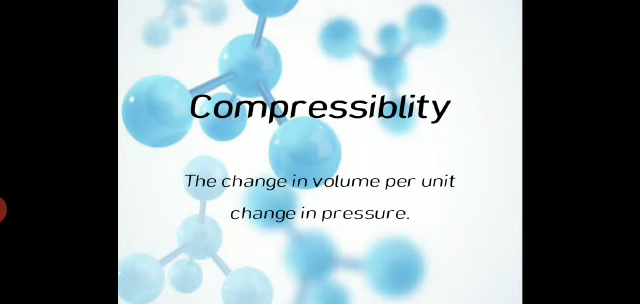 Compressiblity
The change in volume per unit
change in pressure.